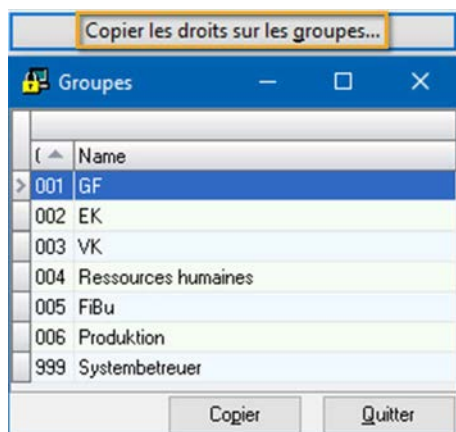 Copier les droits sur les groupes...
Groupes
( Name
001 GF
002 EK
003 VK
004 Ressources humaines
005 FiBu
006 Produktion
999 Systembetreuer
Copier Quitter